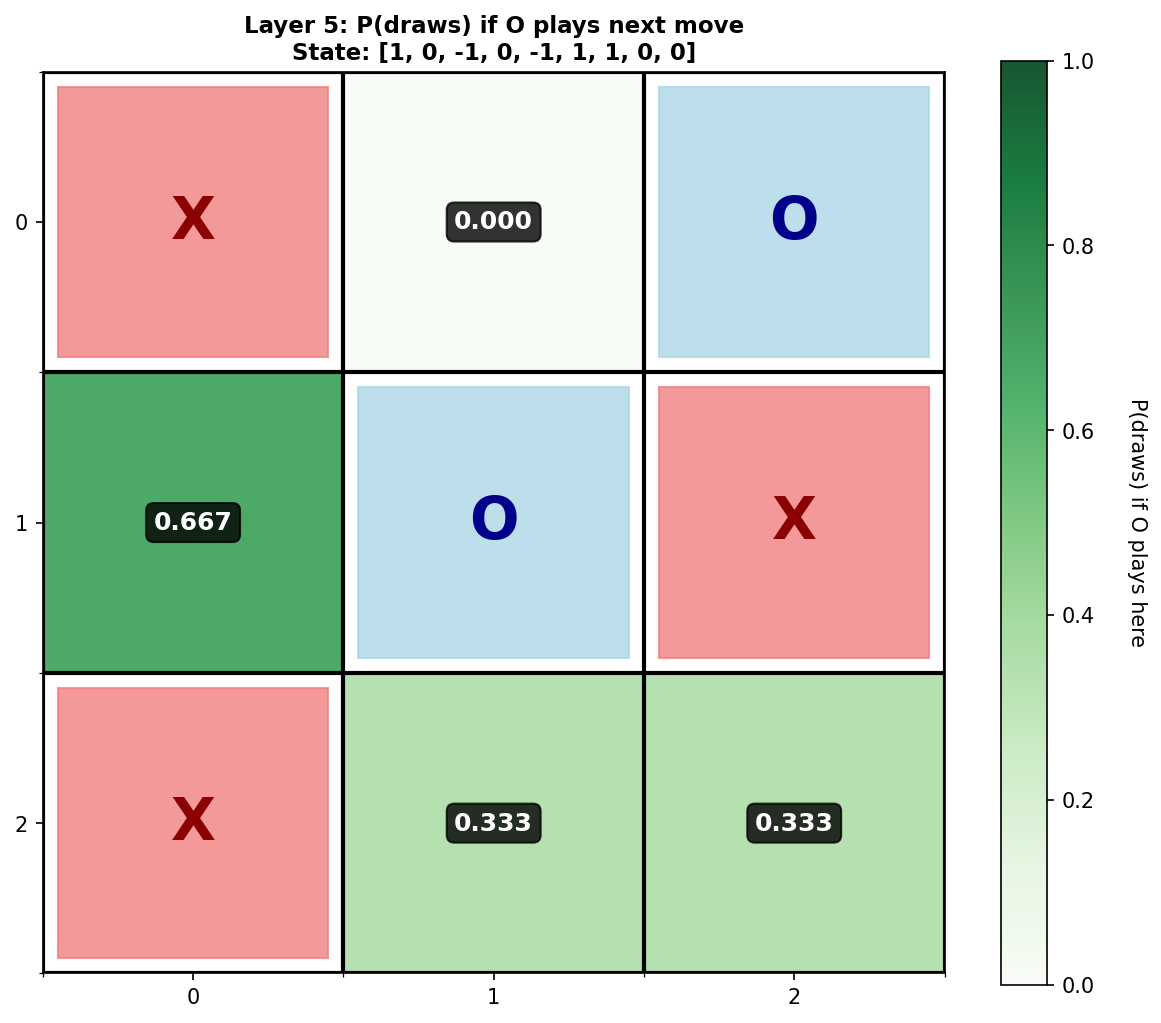 Layer 5: P(draws) if O plays next move
State: [1, 0, -1, 0, -1, 1, 1, 0, 0]
0
X
0.000
O
1
0.667
O
X
2
X
0.333
0.333
0
1
2
1.0
0.8
0.6
0.4
0.2
0.0
P(draws) if O plays here